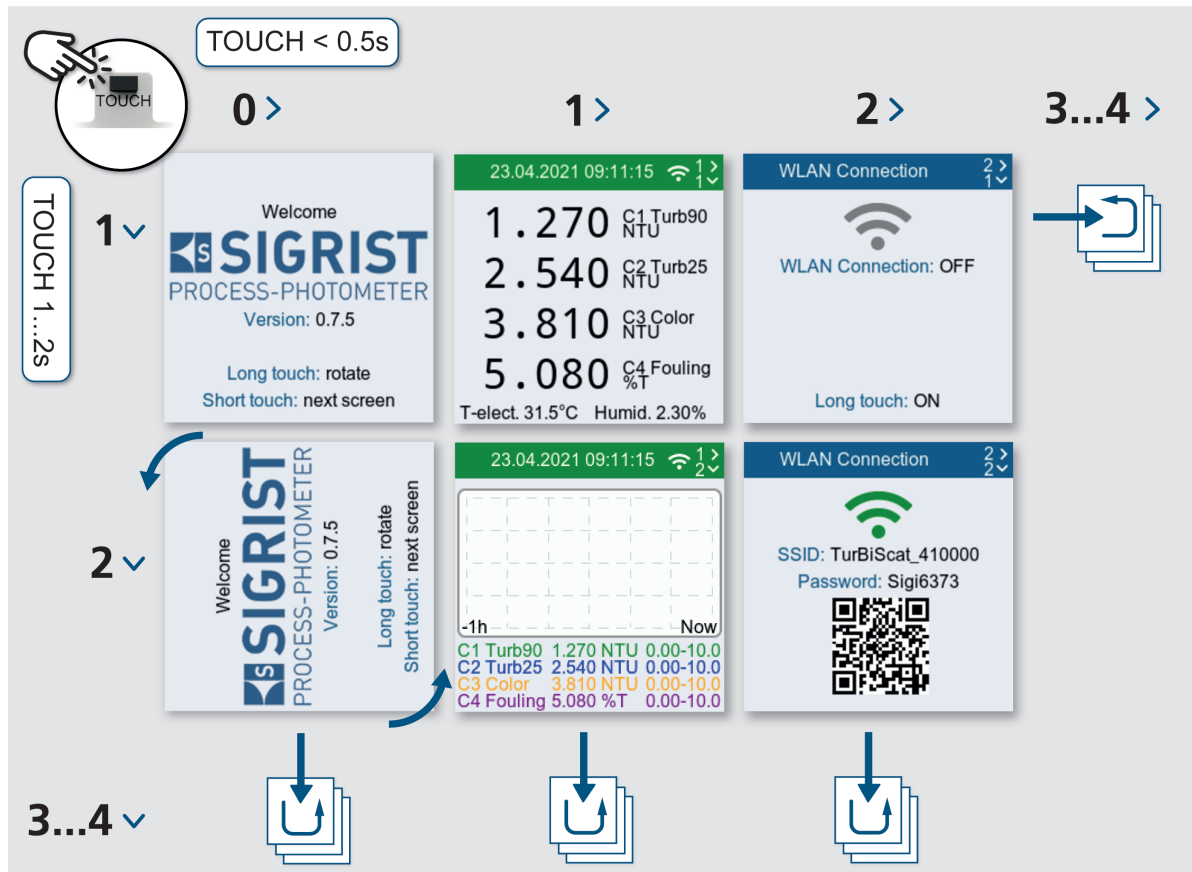 TOUCH < 0.5s
TOUCH
0 >
1 >
2 >
3...4 >
TOUCH 1...2s
1
Welcome
SIGRIST
PROCESS-PHOTOMETER
Version: 0.7.5
Long touch: rotate
Short touch: next screen
23.04.2021 09:11:15 1 >
1
1.270 C1 Turb90
NTU
2.540 C2 Turb25
NTU
3.810 C3 Color
NTU
5.080 C4 Fouling
%T
T-elect. 31.5°C Humid. 2.30%
WLAN Connection 2 >
1
WLAN Connection: OFF
Long touch: ON
2
Welcome
SIGRIST
PROCESS-PHOTOMETER
Version: 0.7.5
Long touch: rotate
Short touch: next screen
23.04.2021 09:11:15 1 >
2
-1h Now
C1 Turb90 1.270 NTU 0.00-10.0
C2 Turb25 2.540 NTU 0.00-10.0
C3 Color 3.810 NTU 0.00-10.0
C4 Fouling 5.080 %T 0.00-10.0
WLAN Connection 2 >
2
SSID: TurBiScat_410000
Password: Sigi6373
3...4